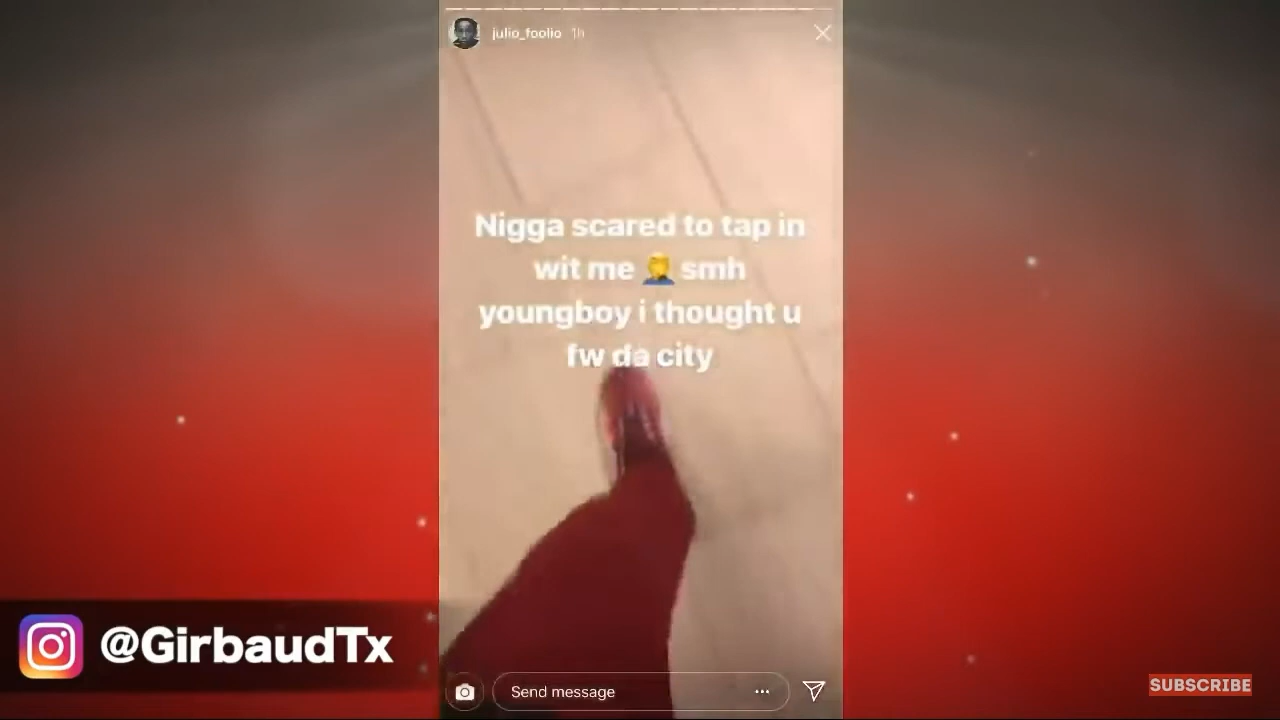 julio_foolio 1h
Nigga scared to tap in
wit me 🤦 smh
youngboy i thought u
fw da city
@GirbaudTx
Send message
SUBSCRIBE